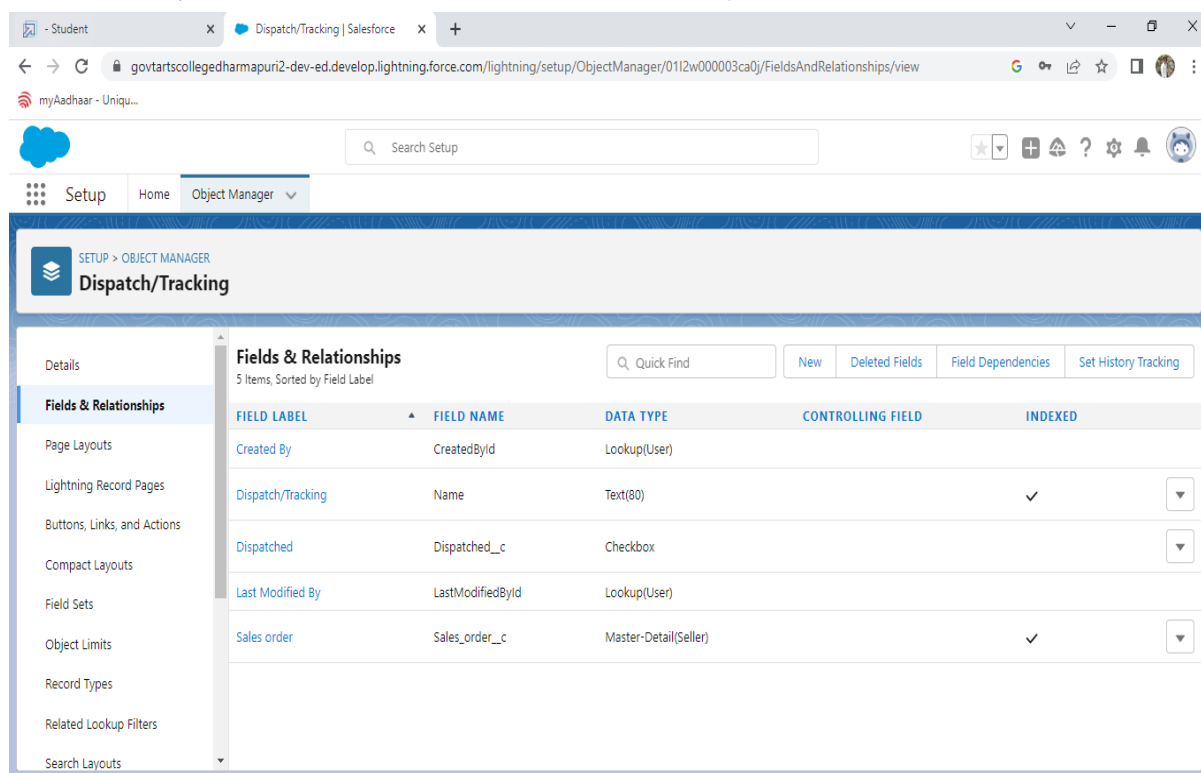 - Student
Dispatch/Tracking | Salesforce
govtartscollegedharmapuri2-dev-ed.develop.lightning.force.com/lightning/setup/ObjectManager/01I2w000003ca0j/FieldsAndRelationships/view
myAadhaar - Uniqu...
Search Setup
Setup Home Object Manager
SETUP > OBJECT MANAGER
Dispatch/Tracking
Details
Fields & Relationships
Page Layouts
Lightning Record Pages
Buttons, Links, and Actions
Compact Layouts
Field Sets
Object Limits
Record Types
Related Lookup Filters
Search Layouts
Fields & Relationships
5 Items, Sorted by Field Label
Quick Find
New Deleted Fields Field Dependencies Set History Tracking
FIELD LABEL FIELD NAME DATA TYPE CONTROLLING FIELD INDEXED
Created By CreatedById Lookup(User)
Dispatch/Tracking Name Text(80)
Dispatched Dispatched__c Checkbox
Last Modified By LastModifiedById Lookup(User)
Sales order Sales_order__c Master-Detail(Seller)